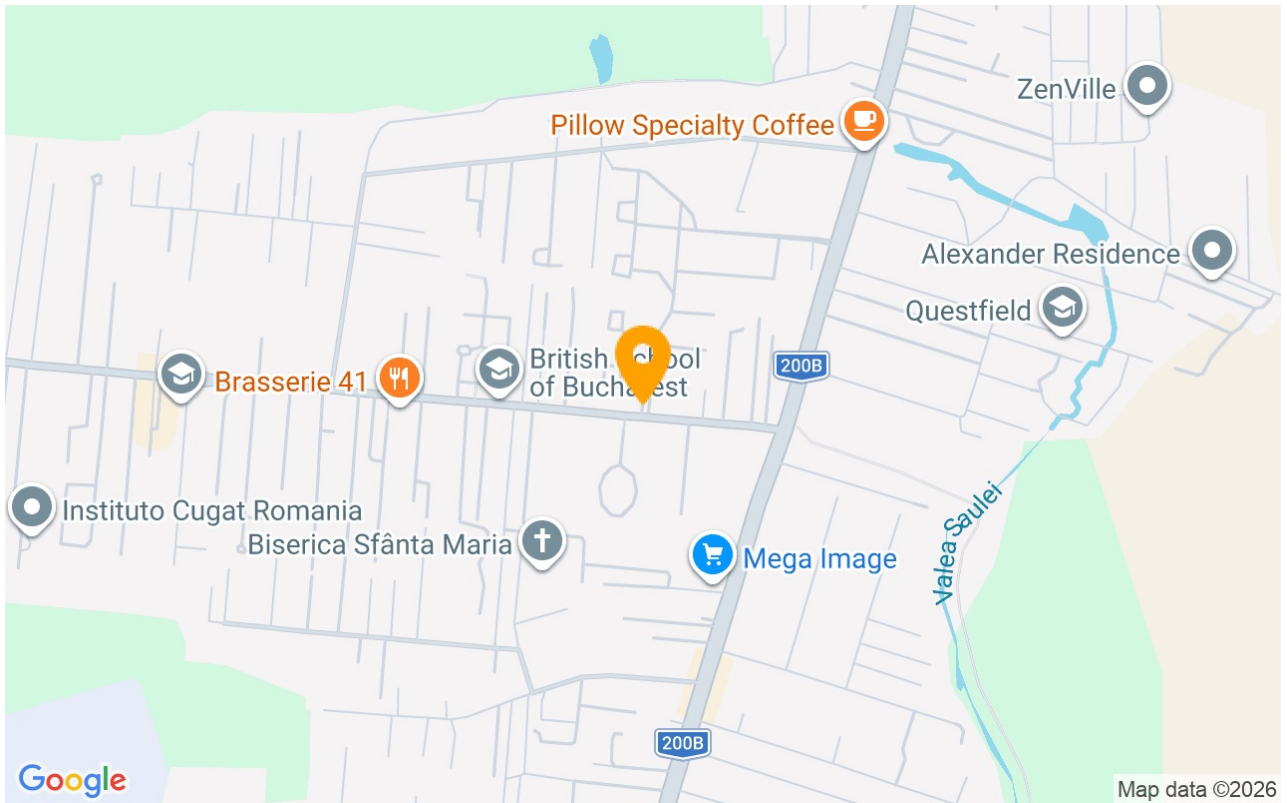 ZenVille
Pillow Specialty Coffee
Alexander Residence
Questfield
British School
of Bucharest
200B
Brasserie 41
Instituto Cugat Romania
Biserica Sfânta Maria
Valea Saulei
Mega Image
200B
Google
Map data ©2026